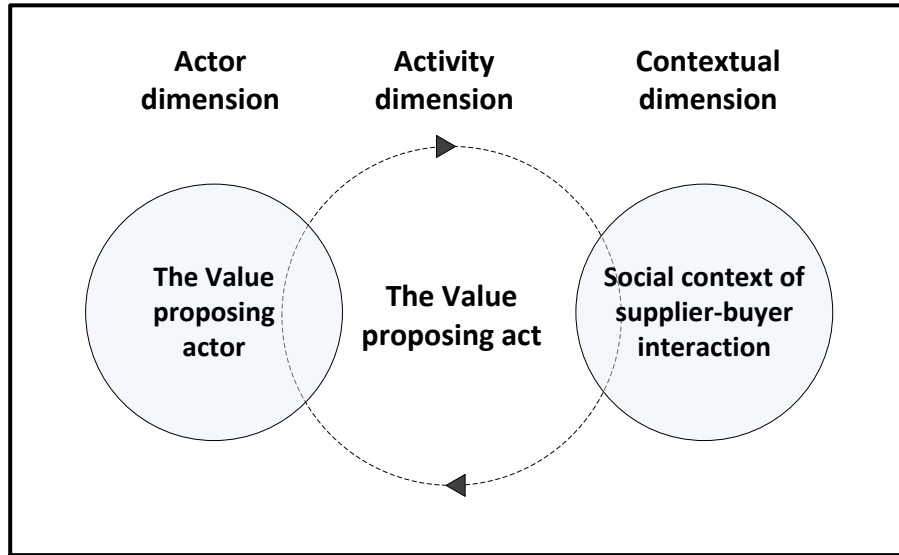 Actor
dimension
Activity
dimension
Contextual
dimension
The Value
proposing
actor
The Value
proposing act
Social context of
supplier-buyer
interaction